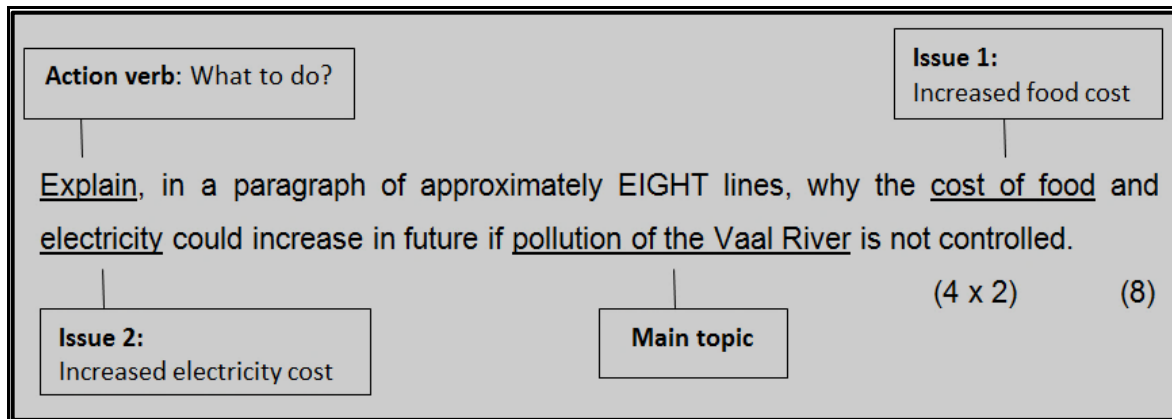 Action verb: What to do?
Issue 1:
Increased food cost
Explain, in a paragraph of approximately EIGHT lines, why the cost of food and
electricity could increase in future if pollution of the Vaal River is not controlled.
(4 x 2) (8)
Issue 2:
Increased electricity cost
Main topic